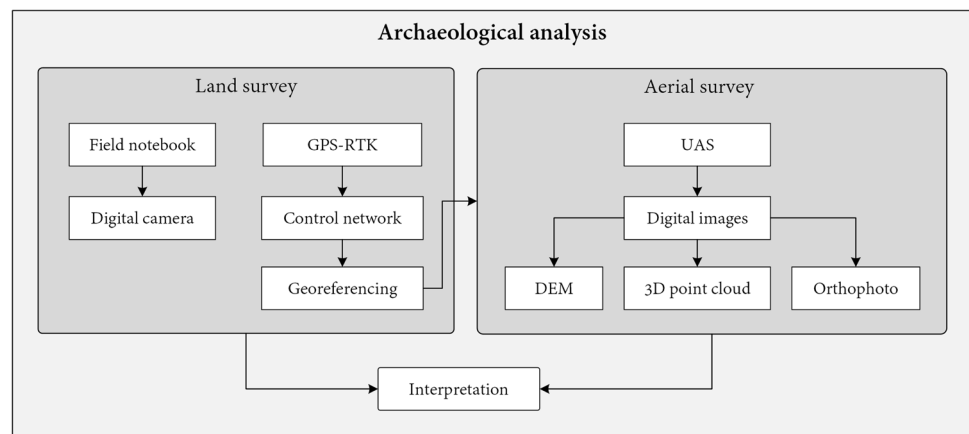 Archaeological analysis
Land survey
Field notebook
Digital camera
GPS-RTK
Control network
Georeferencing
Aerial survey
UAS
Digital images
DEM
3D point cloud
Orthophoto
Interpretation